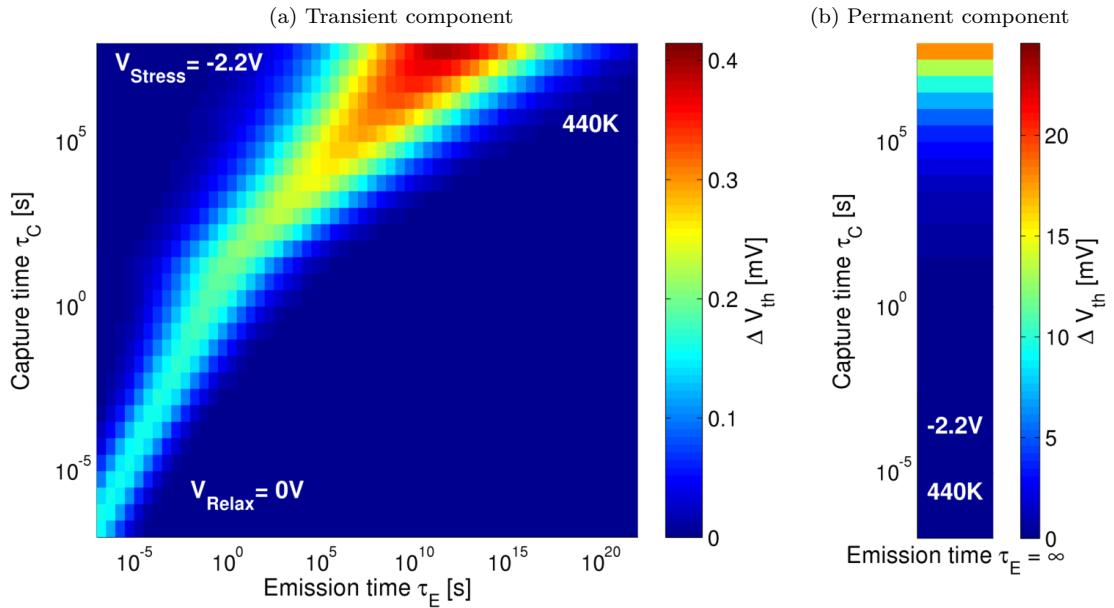 (a) Transient component
V_Stress = -2.2V
440K
V_Relax = 0V
Capture time τ_C [s]
10^5
10^0
10^-5
10^-5 10^0 10^5 10^10 10^15 10^20
Emission time τ_E [s]
0.4
0.3
0.2
0.1
0
Δ V_th [mV]
(b) Permanent component
Capture time τ_C [s]
10^5
10^0
10^-5
-2.2V
440K
Emission time τ_E = ∞
20
15
10
5
0
Δ V_th [mV]